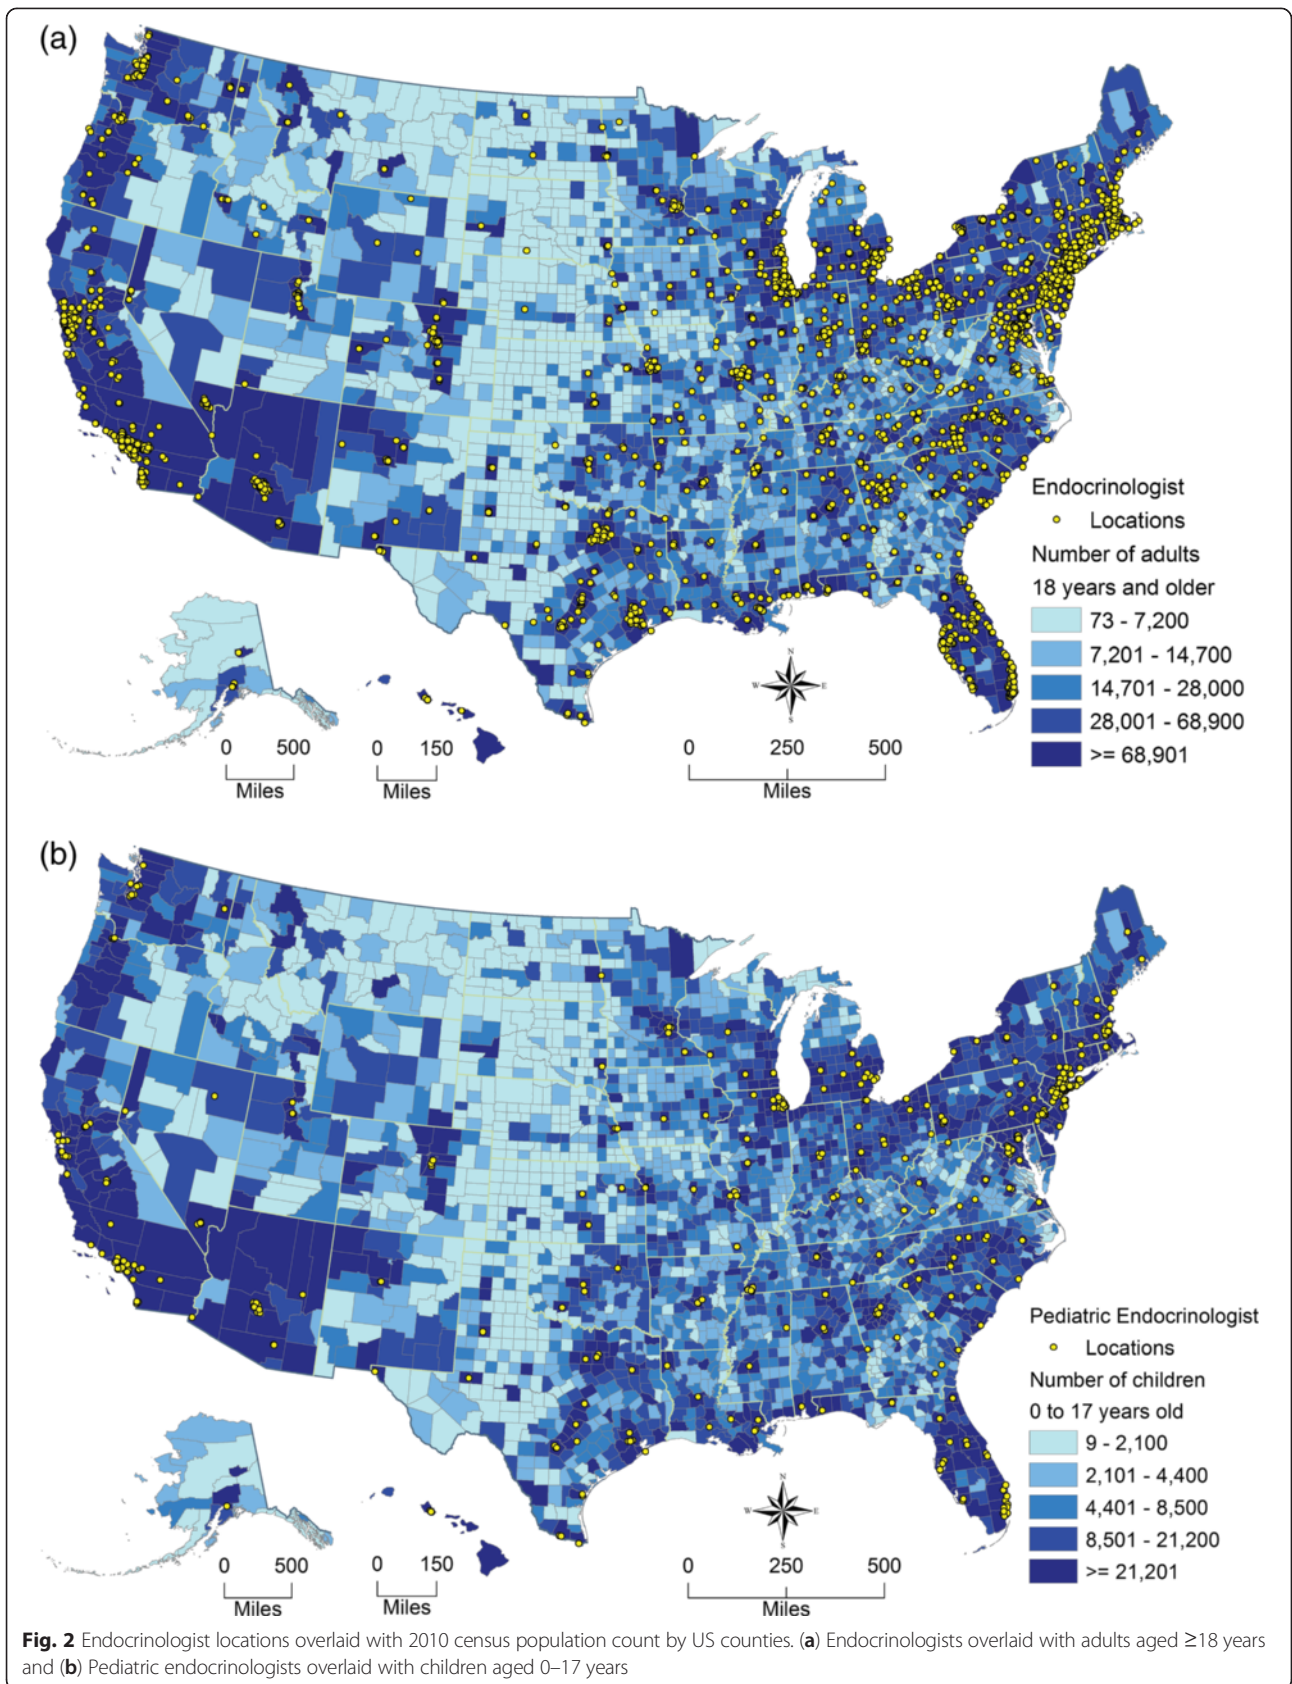 (a)
Endocrinologist
Locations
Number of adults
18 years and older
73 - 7,200
7,201 - 14,700
14,701 - 28,000
28,001 - 68,900
>= 68,901
N
W E
S
0 500
Miles
0 150
Miles
0 250 500
Miles
(b)
Pediatric Endocrinologist
Locations
Number of children
0 to 17 years old
9 - 2,100
2,101 - 4,400
4,401 - 8,500
8,501 - 21,200
>= 21,201
N
W E
S
0 500
Miles
0 150
Miles
0 250 500
Miles
Fig. 2 Endocrinologist locations overlaid with 2010 census population count by US counties. (a) Endocrinologists overlaid with adults aged ≥18 years
and (b) Pediatric endocrinologists overlaid with children aged 0–17 years